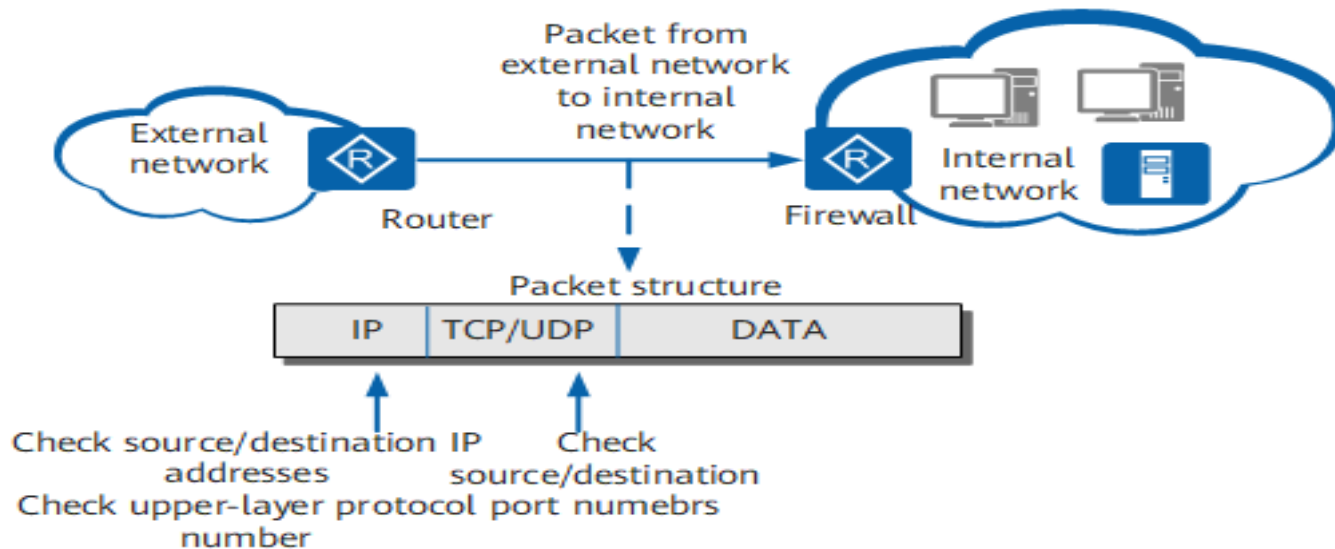 Packet from
external network
to internal
network
External
network
R
Router
R
Firewall
Internal
network
Packet structure
IP TCP/UDP DATA
Check source/destination IP
addresses
Check upper-layer protocol
number
Check
source/destination
port numebrs